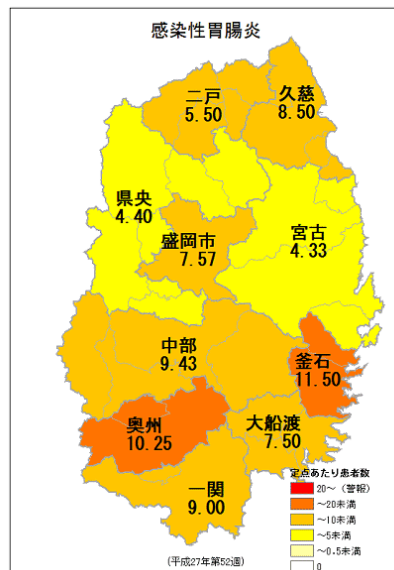 感染性胃腸炎
二戸
5.50
久慈
8.50
県央
4.40
盛岡市
7.57
宮古
4.33
中部
9.43
釜石
11.50
奥州
10.25
大船渡
7.50
一関
9.00
定点あたり患者数
20~ (警報)
~20未満
~10未満
~5未満
~0.5未満
0
(平成27年第52週)